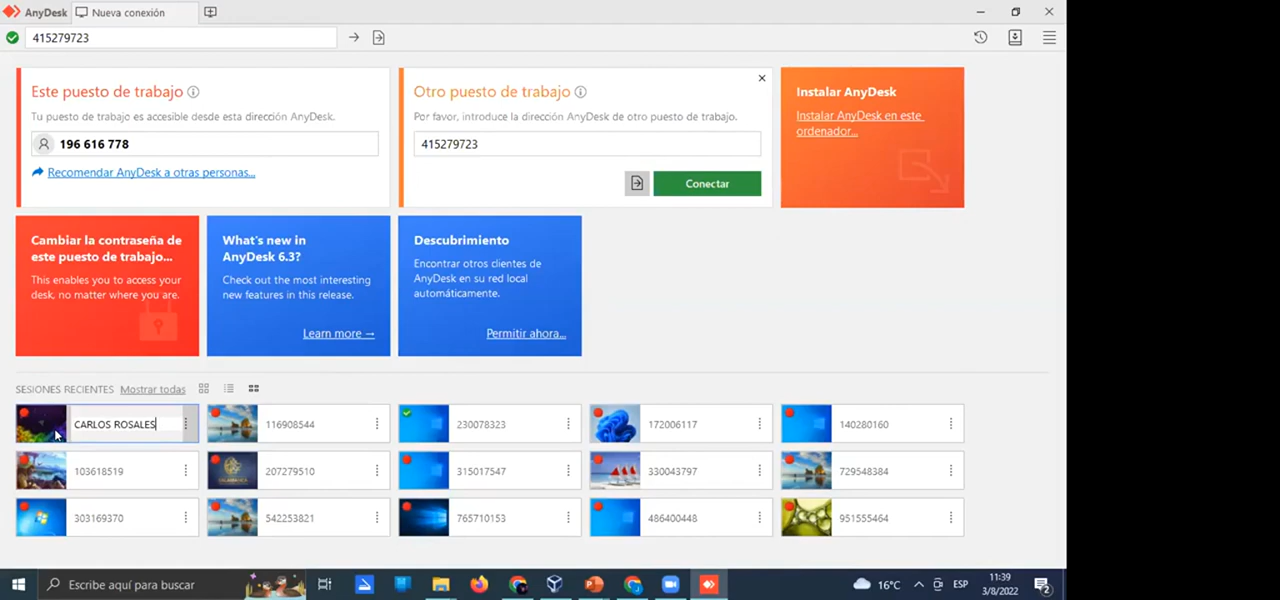 AnyDesk
Nueva conexión
415279723
Este puesto de trabajo
Tu puesto de trabajo es accesible desde esta dirección AnyDesk.
196 616 778
Recomendar AnyDesk a otras personas...
Otro puesto de trabajo
Por favor, introduce la dirección AnyDesk de otro puesto de trabajo.
415279723
Conectar
Instalar AnyDesk
Instalar AnyDesk en este
ordenador...
Cambiar la contraseña de
este puesto de trabajo...
This enables you to access your
desk, no matter where you are.
What's new in
AnyDesk 6.3?
Check out the most interesting
new features in this release.
Learn more →
Descubrimiento
Encontrar otros clientes de
AnyDesk en su red local
automáticamente.
Permitir ahora...
SESIONES RECIENTES Mostrar todas
CARLOS ROSALES
116908544
230078323
172006117
140280160
103618519
207279510
315017547
330043797
729548384
303169370
542253821
765710153
486400448
951555464
Escribe aquí para buscar
16°C
ESP
11:39
3/8/2022
2